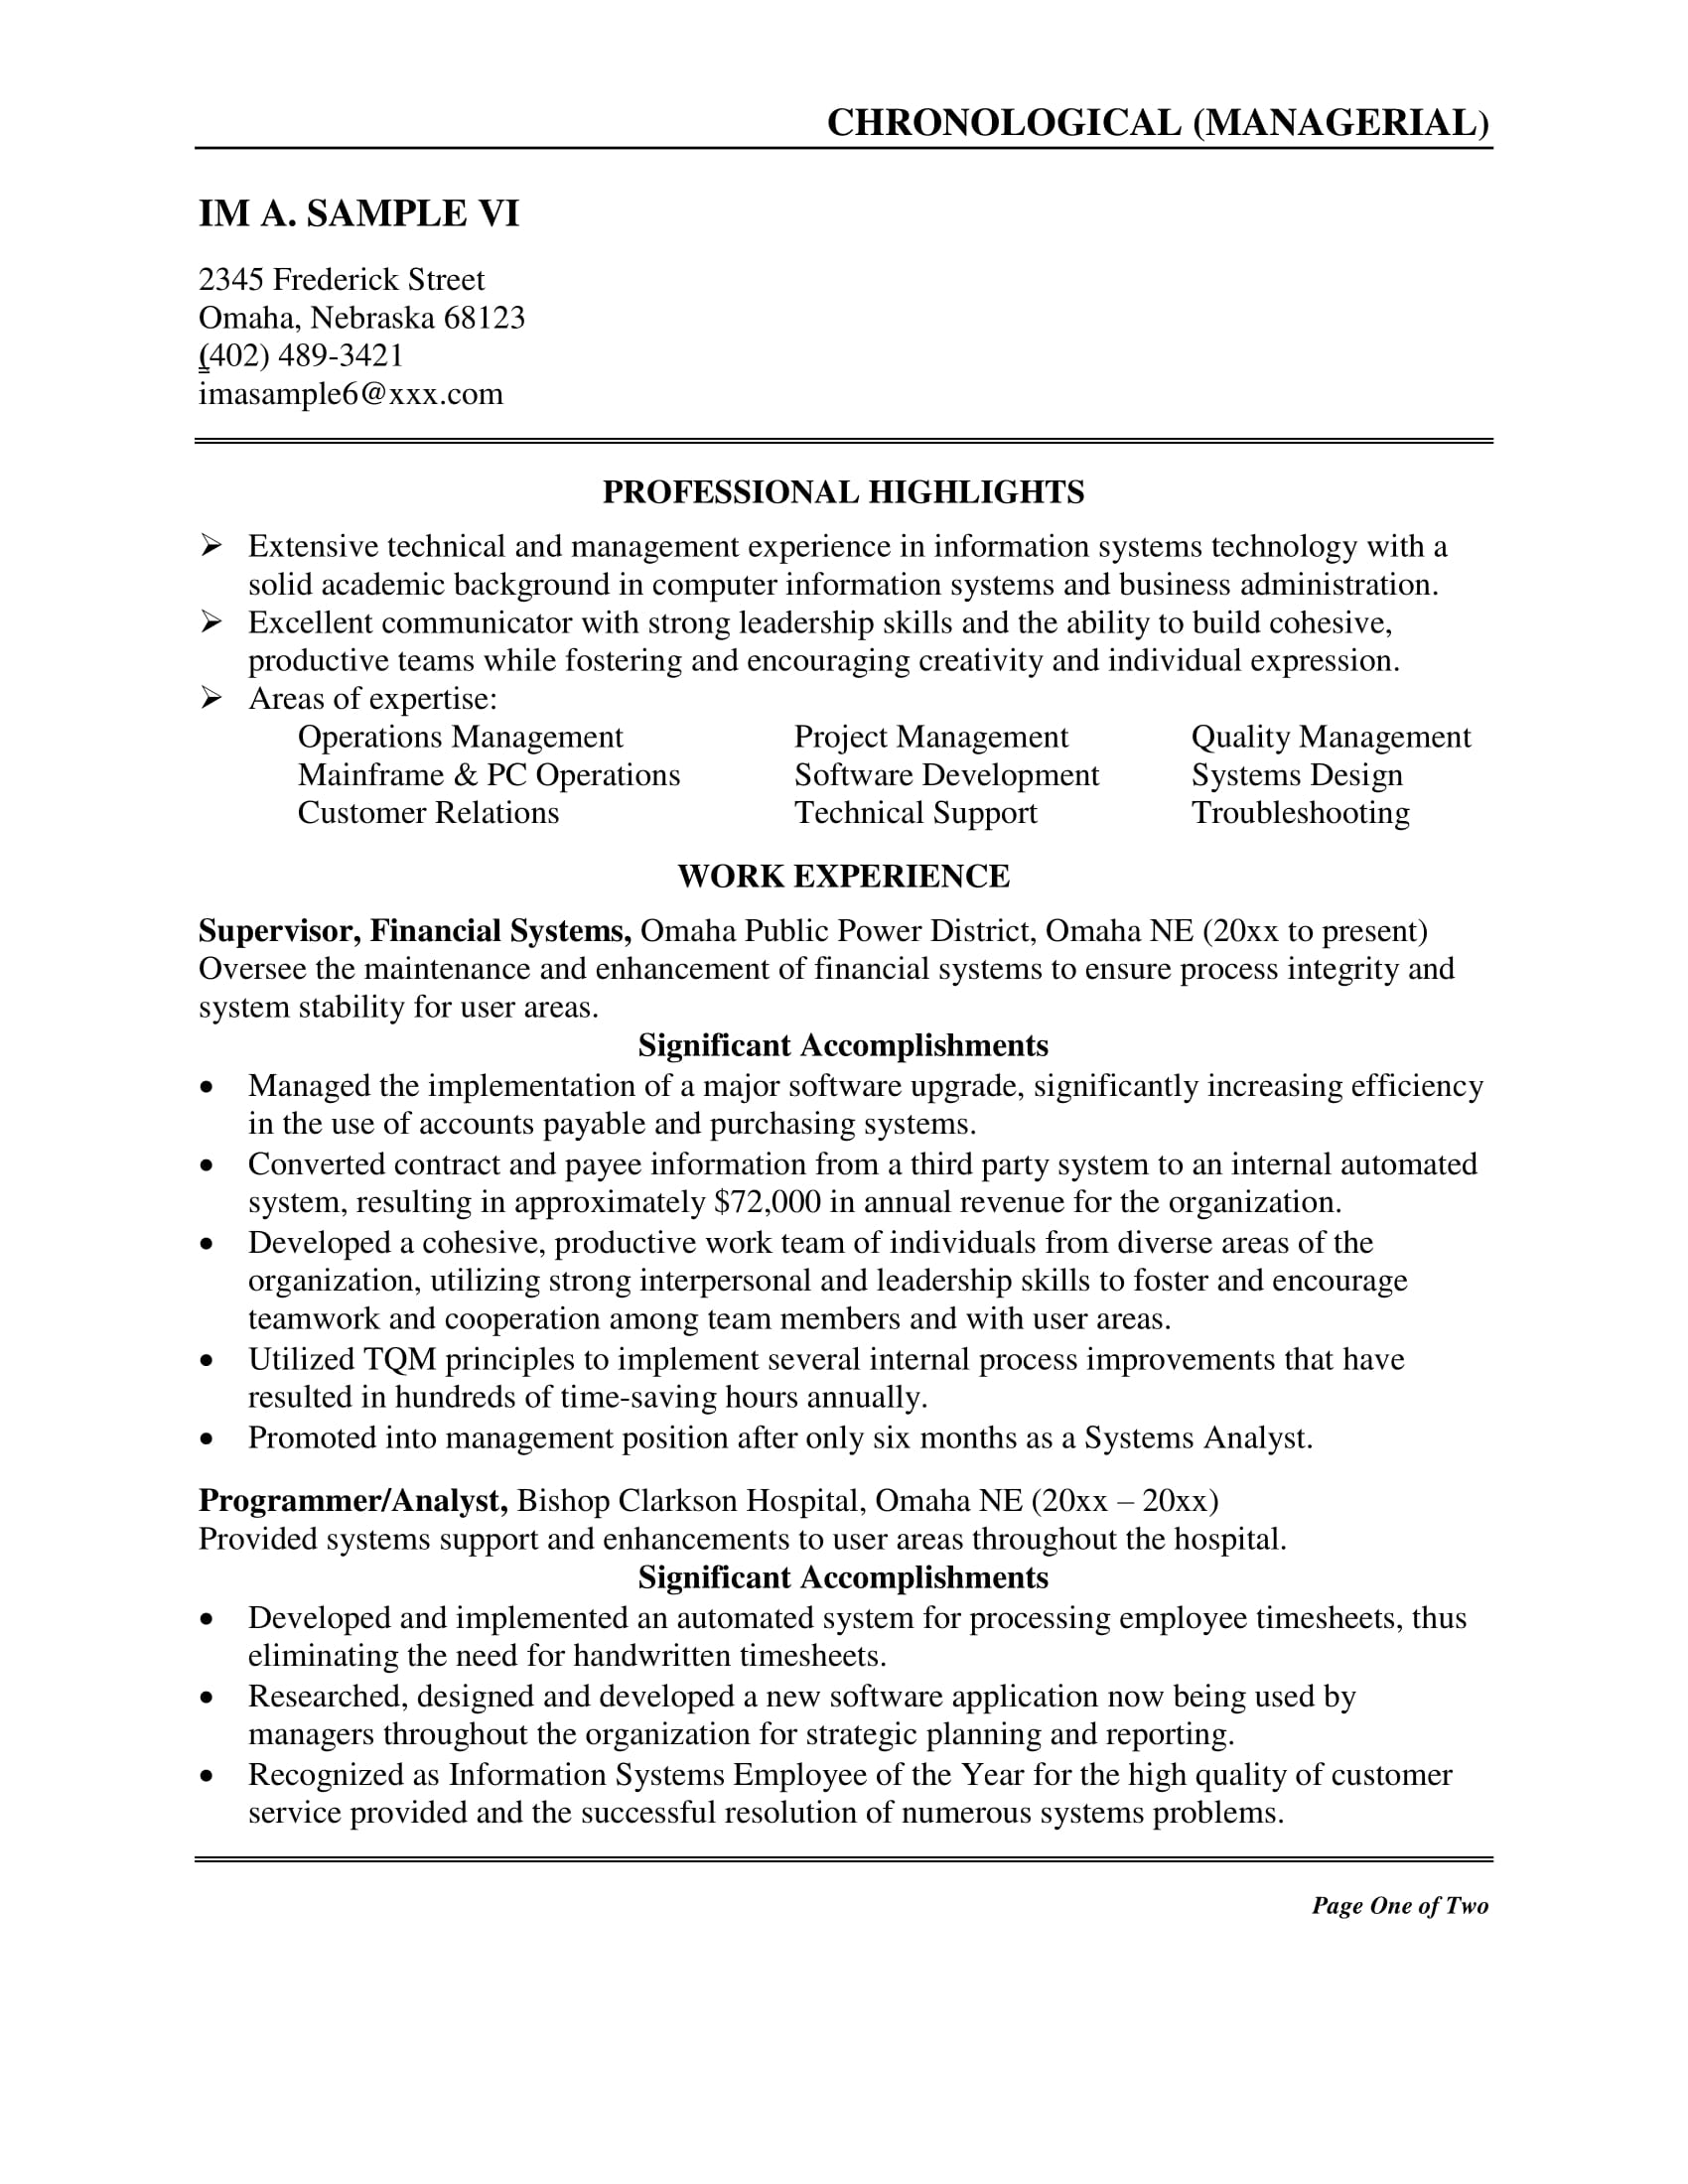 CHRONOLOGICAL (MANAGERIAL)
IM A. SAMPLE VI
2345 Frederick Street
Omaha, Nebraska 68123
(402) 489-3421
imasample6@xxx.com
PROFESSIONAL HIGHLIGHTS
➢ Extensive technical and management experience in information systems technology with a
solid academic background in computer information systems and business administration.
➢ Excellent communicator with strong leadership skills and the ability to build cohesive,
productive teams while fostering and encouraging creativity and individual expression.
➢ Areas of expertise:
Operations Management Project Management Quality Management
Mainframe & PC Operations Software Development Systems Design
Customer Relations Technical Support Troubleshooting
WORK EXPERIENCE
Supervisor, Financial Systems, Omaha Public Power District, Omaha NE (20xx to present)
Oversee the maintenance and enhancement of financial systems to ensure process integrity and
system stability for user areas.
Significant Accomplishments
• Managed the implementation of a major software upgrade, significantly increasing efficiency
in the use of accounts payable and purchasing systems.
• Converted contract and payee information from a third party system to an internal automated
system, resulting in approximately $72,000 in annual revenue for the organization.
• Developed a cohesive, productive work team of individuals from diverse areas of the
organization, utilizing strong interpersonal and leadership skills to foster and encourage
teamwork and cooperation among team members and with user areas.
• Utilized TQM principles to implement several internal process improvements that have
resulted in hundreds of time-saving hours annually.
• Promoted into management position after only six months as a Systems Analyst.
Programmer/Analyst, Bishop Clarkson Hospital, Omaha NE (20xx – 20xx)
Provided systems support and enhancements to user areas throughout the hospital.
Significant Accomplishments
• Developed and implemented an automated system for processing employee timesheets, thus
eliminating the need for handwritten timesheets.
• Researched, designed and developed a new software application now being used by
managers throughout the organization for strategic planning and reporting.
• Recognized as Information Systems Employee of the Year for the high quality of customer
service provided and the successful resolution of numerous systems problems.
Page One of Two